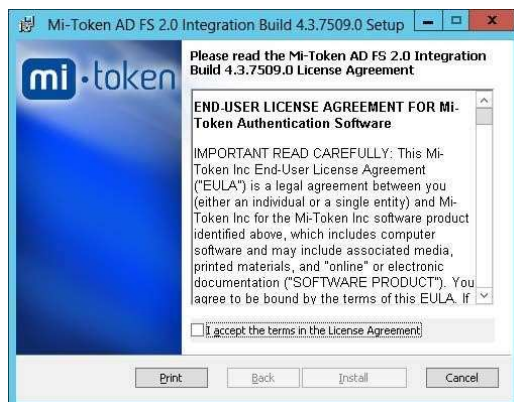 Mi-Token AD FS 2.0 Integration Build 4.3.7509.0 Setup
mi·token
Please read the Mi-Token AD FS 2.0 Integration
Build 4.3.7509.0 License Agreement
END-USER LICENSE AGREEMENT FOR Mi-
Token Authentication Software
IMPORTANT READ CAREFULLY: This Mi-
Token Inc End-User License Agreement
("EULA") is a legal agreement between you
(either an individual or a single entity) and Mi-
Token Inc for the Mi-Token Inc software product
identified above, which includes computer
software and may include associated media,
printed materials, and "online" or electronic
documentation ("SOFTWARE PRODUCT"). You
agree to be bound by the terms of this EULA. If
I accept the terms in the License Agreement
Print
Back
Install
Cancel